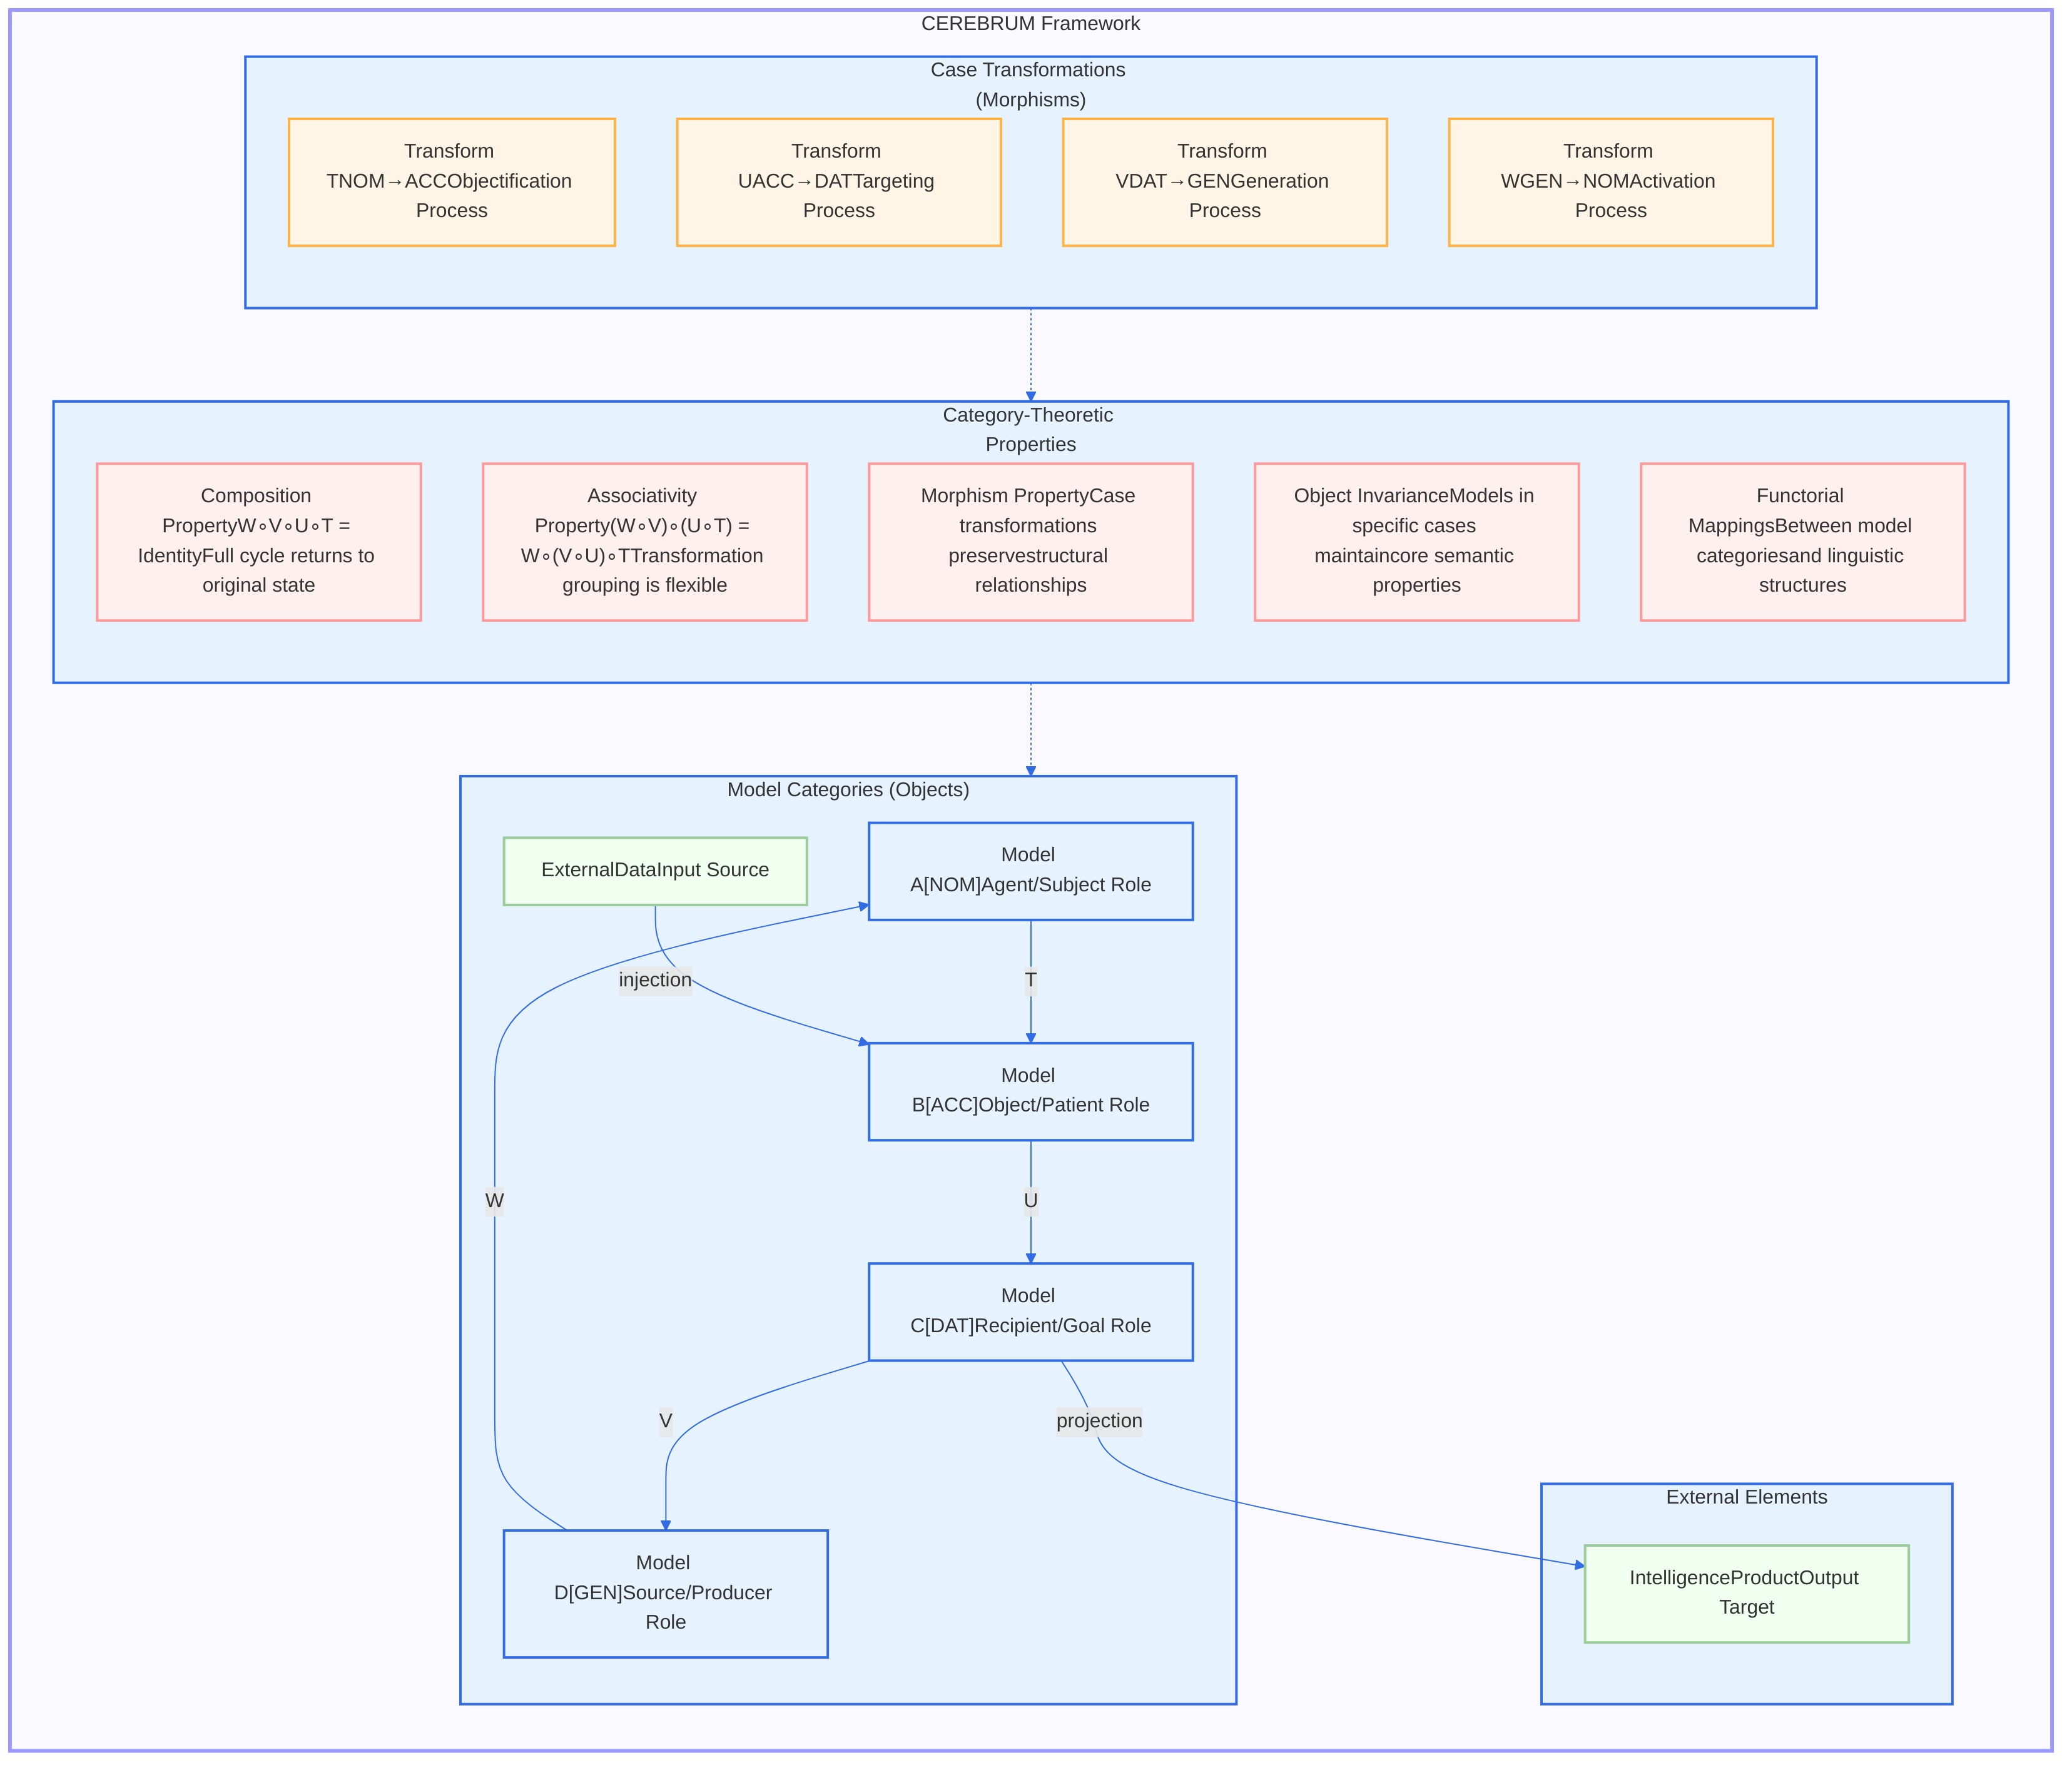 CEREBRUM Framework
Case Transformations
(Morphisms)
Transform
TNOM→ACCObjectification
Process
Transform
UACC→DATTargeting
Process
Transform
VDAT→GENGeneration
Process
Transform
WGEN→NOMActivation
Process
Category-Theoretic
Properties
Composition
PropertyW∘V∘U∘T =
IdentityFull cycle returns to
original state
Associativity
Property(W∘V)∘(U∘T) =
W∘(V∘U)∘TTransformation
grouping is flexible
Morphism PropertyCase
transformations
preservestructural
relationships
Object InvarianceModels in
specific cases
maintaincore semantic
properties
Functorial
MappingsBetween model
categoriesand linguistic
structures
Model Categories (Objects)
ExternalDataInput Source
Model
A[NOM]Agent/Subject Role
injection
T
Model
B[ACC]Object/Patient Role
W
U
Model
C[DAT]Recipient/Goal Role
V
projection
Model
D[GEN]Source/Producer
Role
External Elements
IntelligenceProductOutput
Target